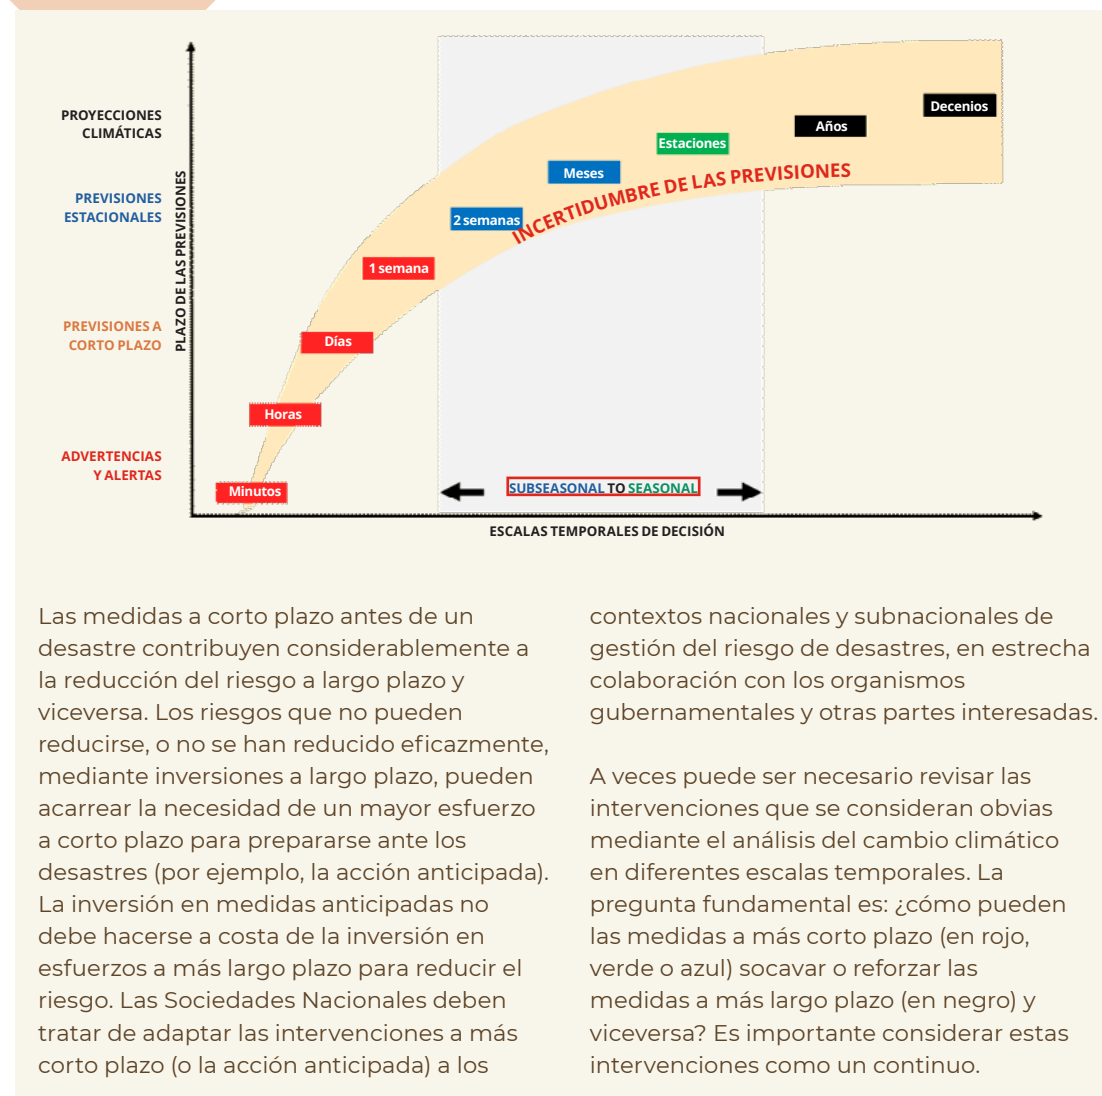 PROYECCIONES
CLIMÁTICAS
PREVISIONES
ESTACIONALES
PREVISIONES A
CORTO PLAZO
ADVERTENCIAS
Y ALERTAS
PLAZO DE LAS PREVISIONES
Decenios
Años
Estaciones
Meses
2 semanas
1 semana
Días
Horas
Minutos
INCERTIDUMBRE DE LAS PREVISIONES
SUBSEASONAL TO SEASONAL
ESCALAS TEMPORALES DE DECISIÓN
Las medidas a corto plazo antes de un
desastre contribuyen considerablemente a
la reducción del riesgo a largo plazo y
viceversa. Los riesgos que no pueden
reducirse, o no se han reducido eficazmente,
mediante inversiones a largo plazo, pueden
acarrear la necesidad de un mayor esfuerzo
a corto plazo para prepararse ante los
desastres (por ejemplo, la acción anticipada).
La inversión en medidas anticipadas no
debe hacerse a costa de la inversión en
esfuerzos a más largo plazo para reducir el
riesgo. Las Sociedades Nacionales deben
tratar de adaptar las intervenciones a más
corto plazo (o la acción anticipada) a los
contextos nacionales y subnacionales de
gestión del riesgo de desastres, en estrecha
colaboración con los organismos
gubernamentales y otras partes interesadas.
A veces puede ser necesario revisar las
intervenciones que se consideran obvias
mediante el análisis del cambio climático
en diferentes escalas temporales. La
pregunta fundamental es: ¿cómo pueden
las medidas a más corto plazo (en rojo,
verde o azul) socavar o reforzar las
medidas a más largo plazo (en negro) y
viceversa? Es importante considerar estas
intervenciones como un continuo.